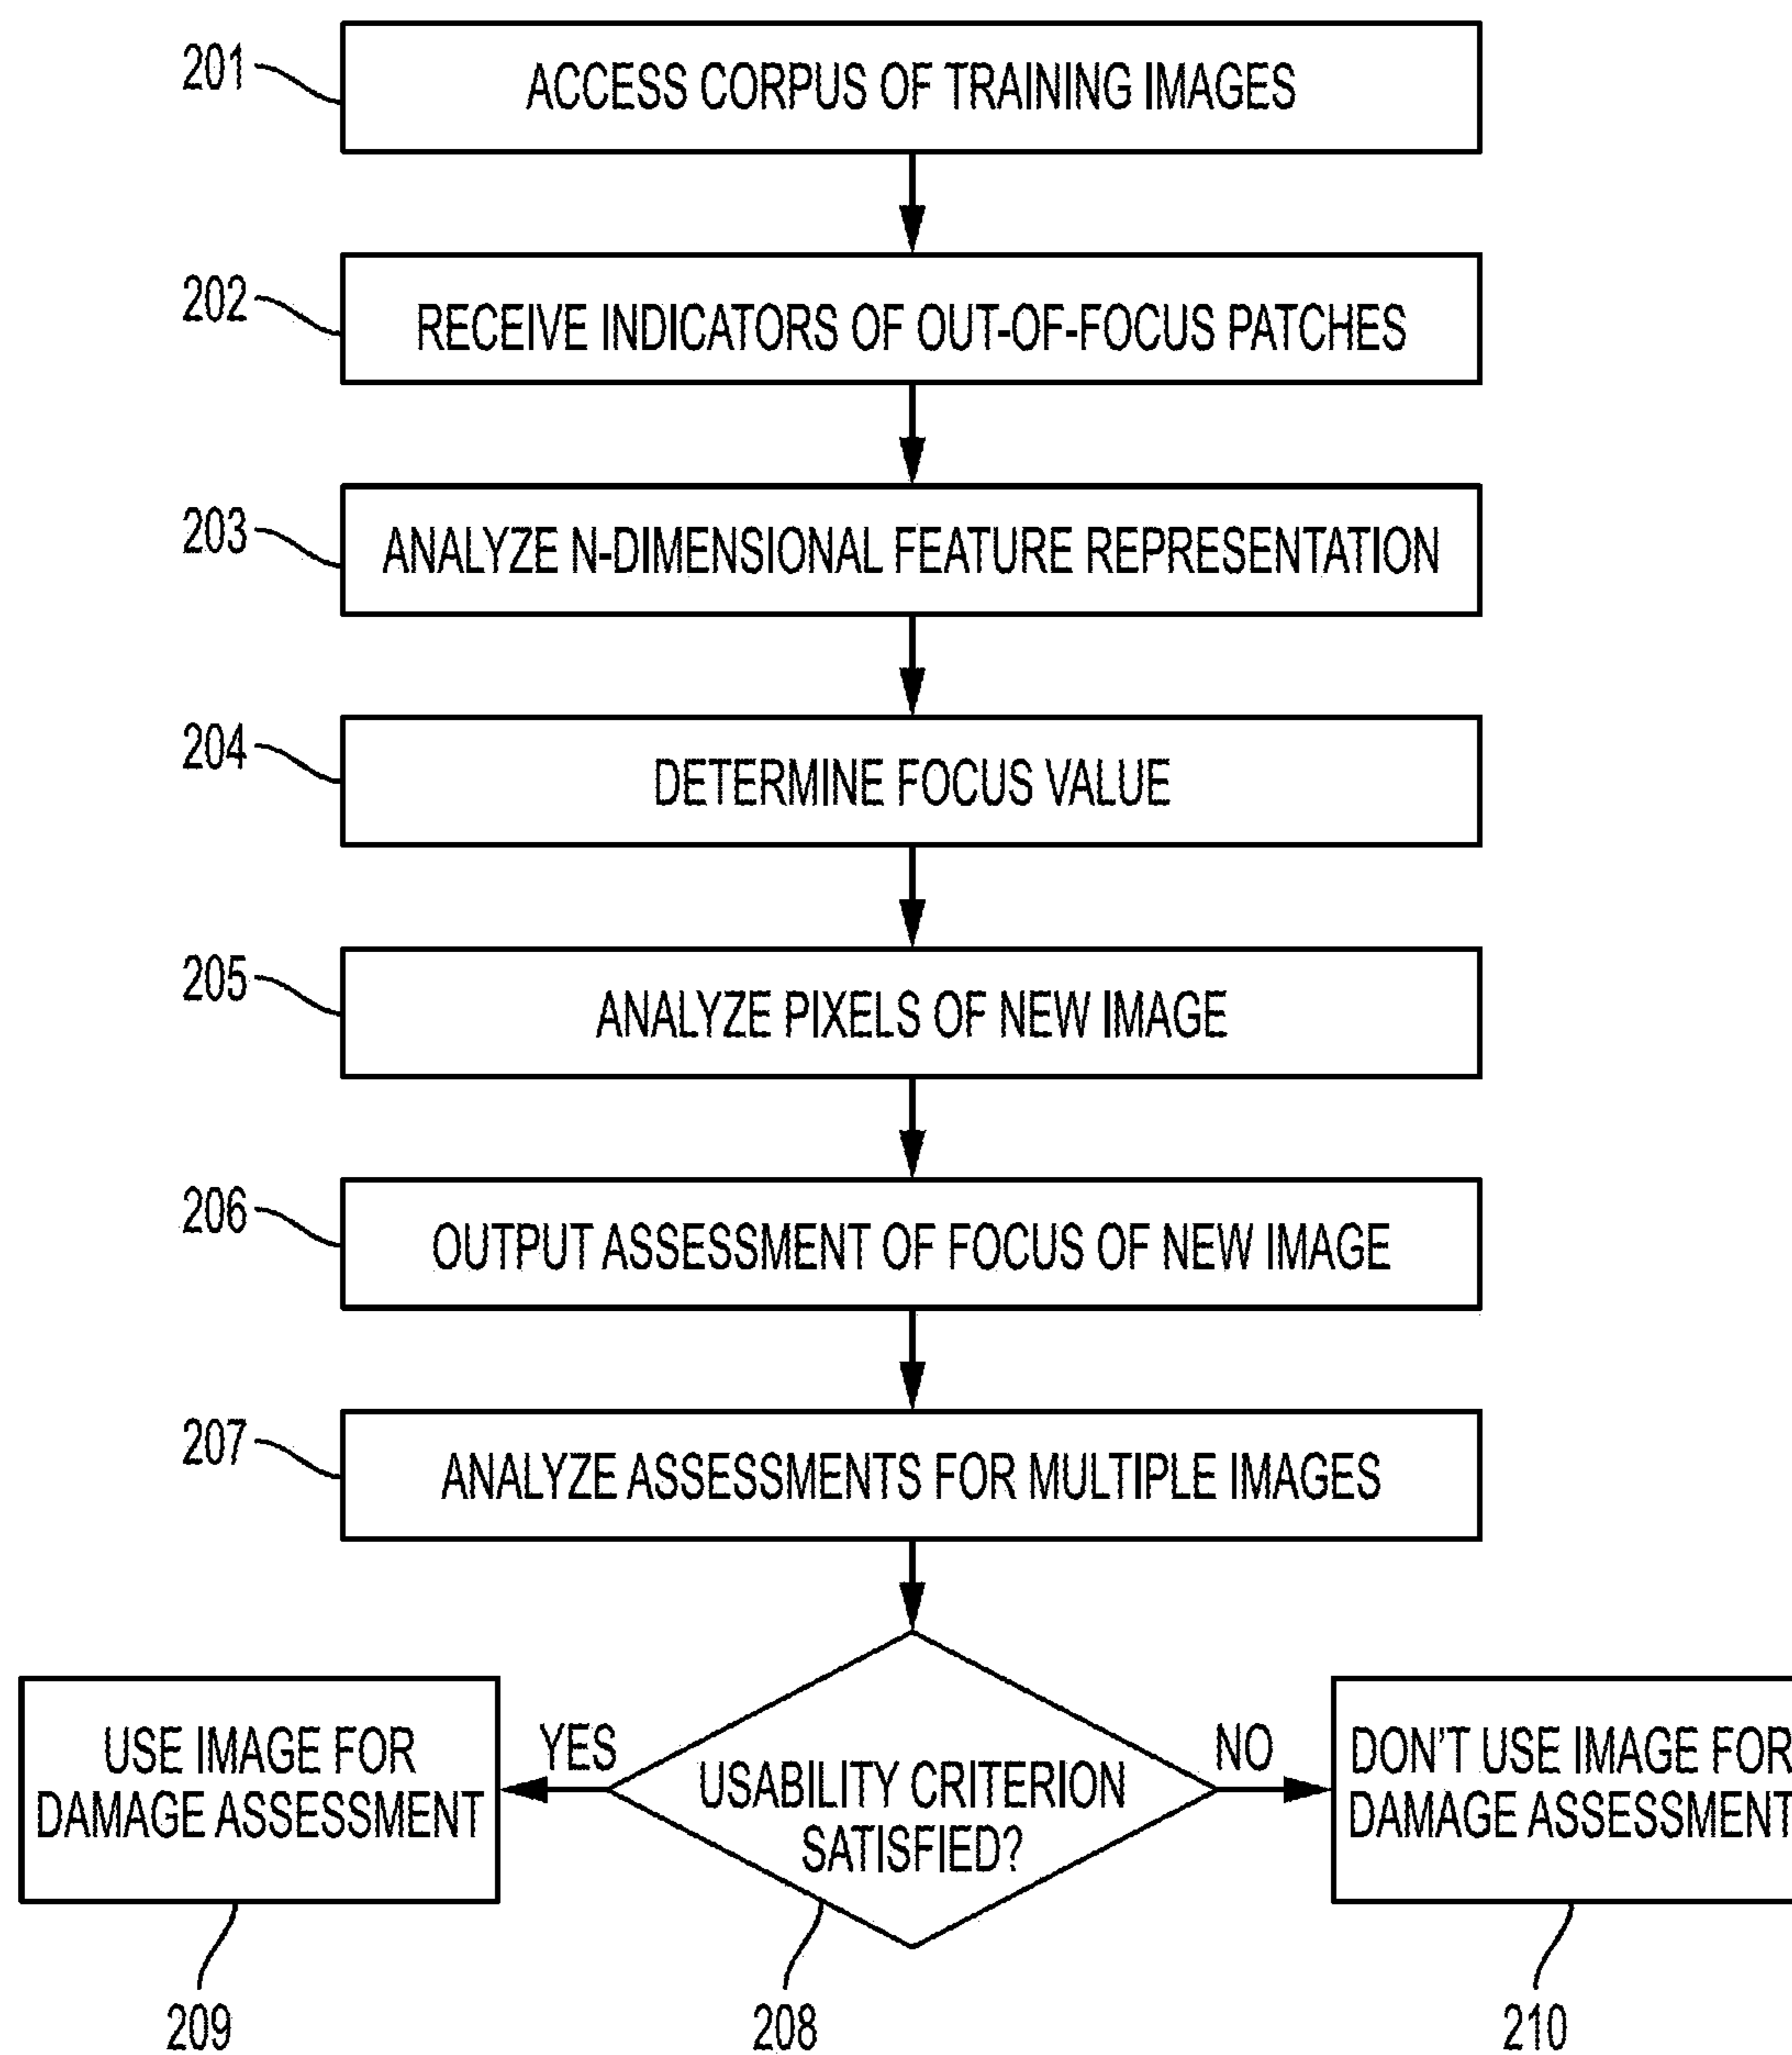 201
ACCESS CORPUS OF TRAINING IMAGES
202
RECEIVE INDICATORS OF OUT-OF-FOCUS PATCHES
203
ANALYZE N-DIMENSIONAL FEATURE REPRESENTATION
204
DETERMINE FOCUS VALUE
205
ANALYZE PIXELS OF NEW IMAGE
206
OUTPUT ASSESSMENT OF FOCUS OF NEW IMAGE
207
ANALYZE ASSESSMENTS FOR MULTIPLE IMAGES
USE IMAGE FOR
DAMAGE ASSESSMENT
YES
USABILITY CRITERION
SATISFIED?
NO
DON'T USE IMAGE FOR
DAMAGE ASSESSMENT
209
208
210